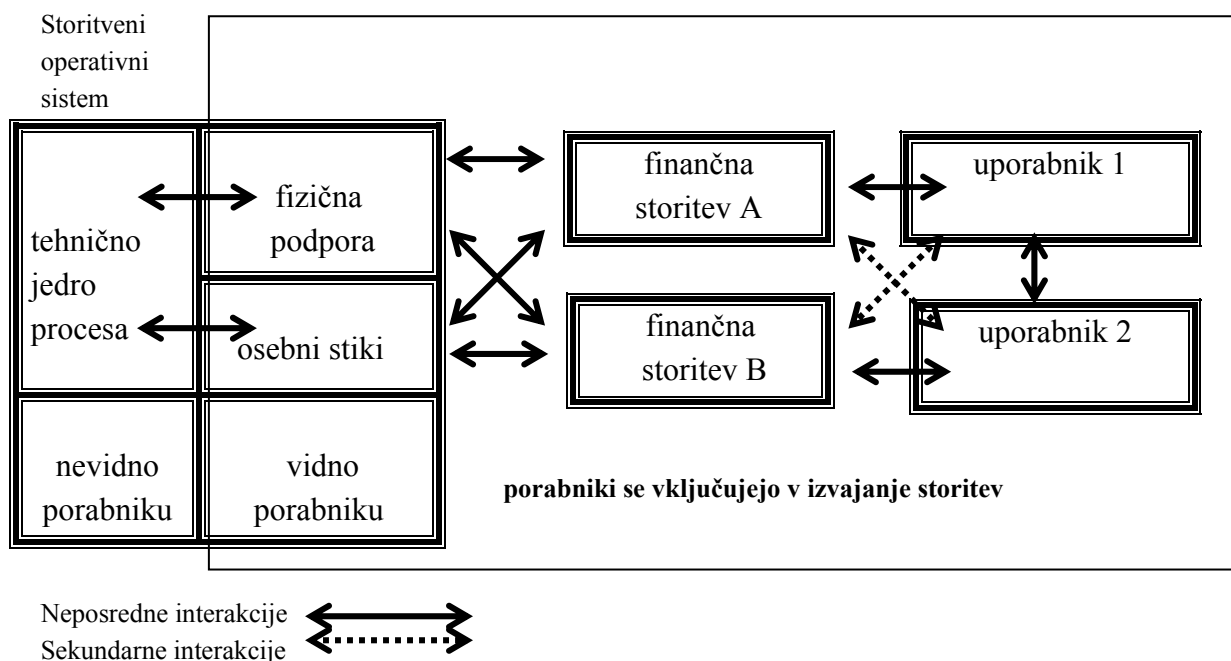 Storitveni
operativni
sistem
tehnično
jedro
procesa
fizična
podpora
osebni stiki
nevidno
porabniku
vidno
porabniku
finančna
storitev A
finančna
storitev B
uporabnik 1
uporabnik 2
porabniki se vključujejo v izvajanje storitev
Neposredne interakcije
Sekundarne interakcije